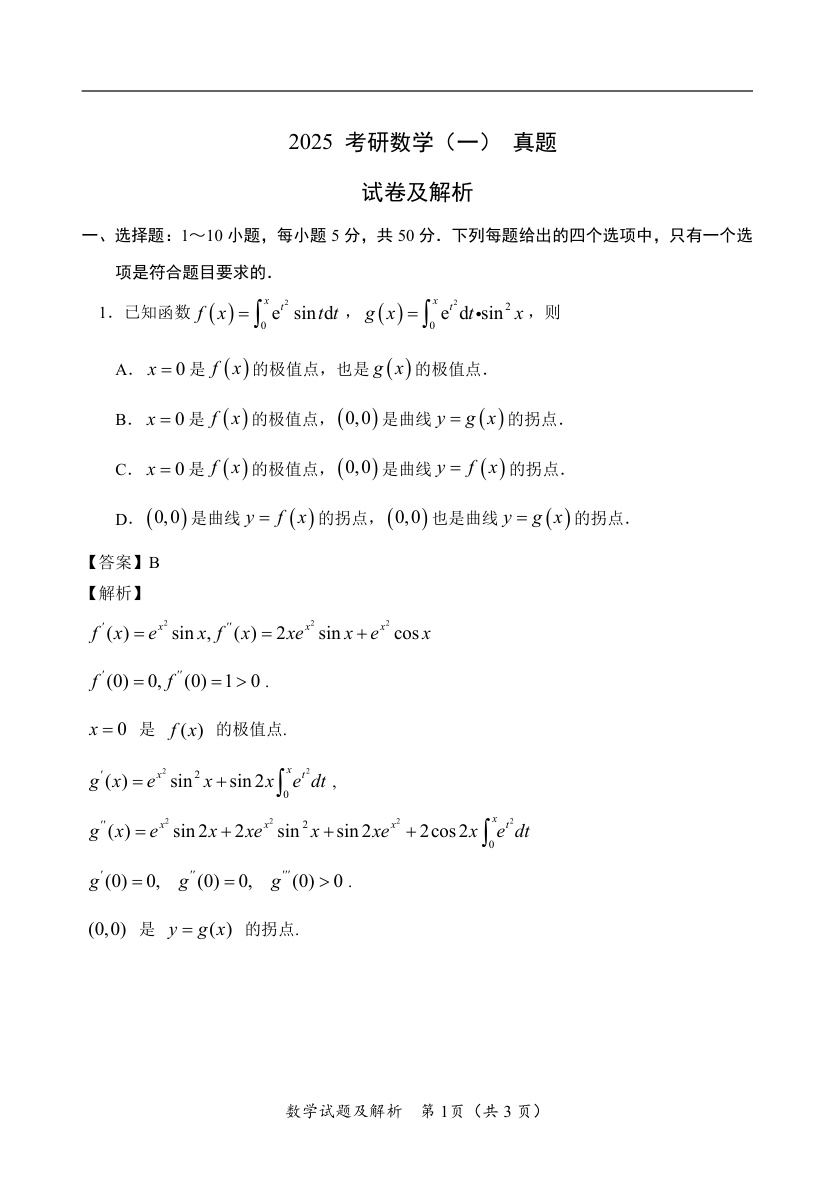 2025 考研数学（一） 真题
试卷及解析
一、选择题：1～10 小题，每小题 5 分，共 50 分．下列每题给出的四个选项中，只有一个选
项是符合题目要求的．
1．已知函数 f(x)=∫₀ˣ e^{t²} sin t dt ，g(x)=∫₀ˣ e^{t²} dt•sin² x ，则
A． x=0 是 f(x) 的极值点，也是 g(x) 的极值点．
B． x=0 是 f(x) 的极值点，(0,0) 是曲线 y=g(x) 的拐点．
C． x=0 是 f(x) 的极值点，(0,0) 是曲线 y=f(x) 的拐点．
D．(0,0) 是曲线 y=f(x) 的拐点，(0,0) 也是曲线 y=g(x) 的拐点．
【答案】B
【解析】
f′(x)=e^{x²} sin x, f″(x)=2xe^{x²} sin x+e^{x²} cos x
f′(0)=0, f″(0)=1>0 .
x=0 是 f(x) 的极值点.
g′(x)=e^{x²} sin² x+sin 2x∫₀ˣ e^{t²} dt ,
g″(x)=e^{x²} sin 2x+2xe^{x²} sin² x+sin 2xe^{x²}+2cos 2x∫₀ˣ e^{t²} dt
g′(0)=0, g″(0)=0, g‴(0)>0 .
(0,0) 是 y=g(x) 的拐点.
数学试题及解析 第 1页（共 3 页）